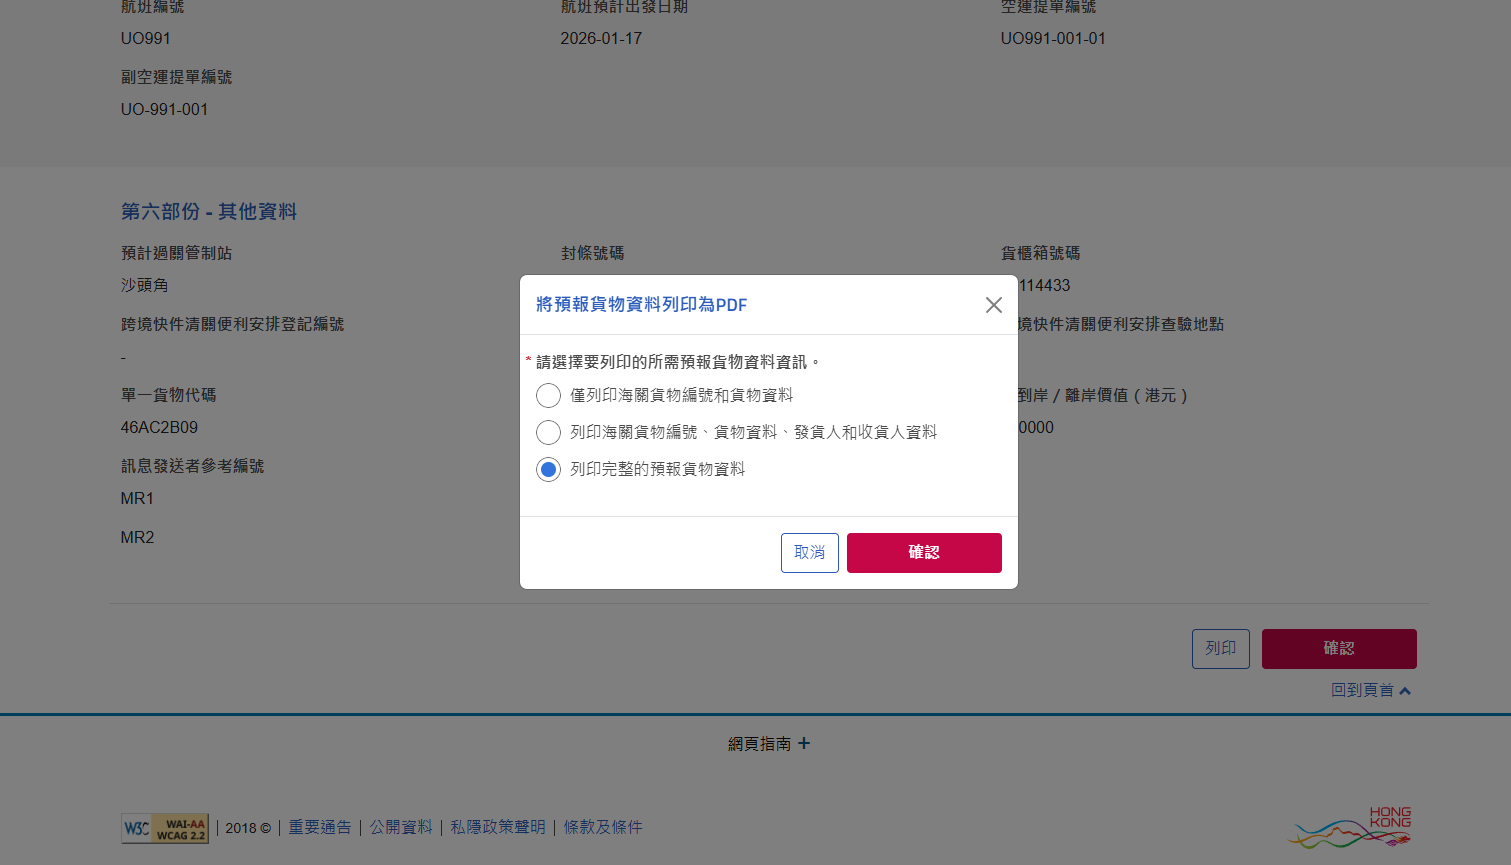 航班編號 航班預計出發日期 空運提單編號
UO991 2026-01-17 UO991-001-01
副空運提單編號
UO-991-001
第六部份 - 其他資料
預計過關管制站 封條號碼 貨櫃箱號碼
沙頭角 114433
跨境快件清關便利安排登記編號 境快件清關便利安排查驗地點
-
單一貨物代碼 到岸 / 離岸價值 ( 港元 )
46AC2B09 0000
訊息發送者參考編號
MR1
MR2
將預報貨物資料列印為PDF
* 請選擇要列印的所需預報貨物資料資訊。
僅列印海關貨物編號和貨物資料
列印海關貨物編號、貨物資料、發貨人和收貨人資料
列印完整的預報貨物資料
取消 確認
列印 確認
回到頁首
網頁指南 +
W3C WAI-AA WCAG 2.2 | 2018 © | 重要通告 | 公開資料 | 私隱政策聲明 | 條款及條件
HONG
KONG